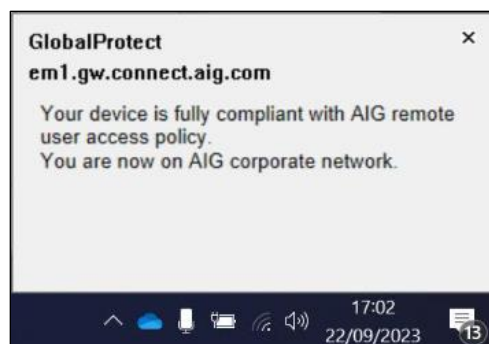 GlobalProtect
em1.gw.connect.aig.com
Your device is fully compliant with AIG remote
user access policy.
You are now on AIG corporate network.
17:02
22/09/2023
13